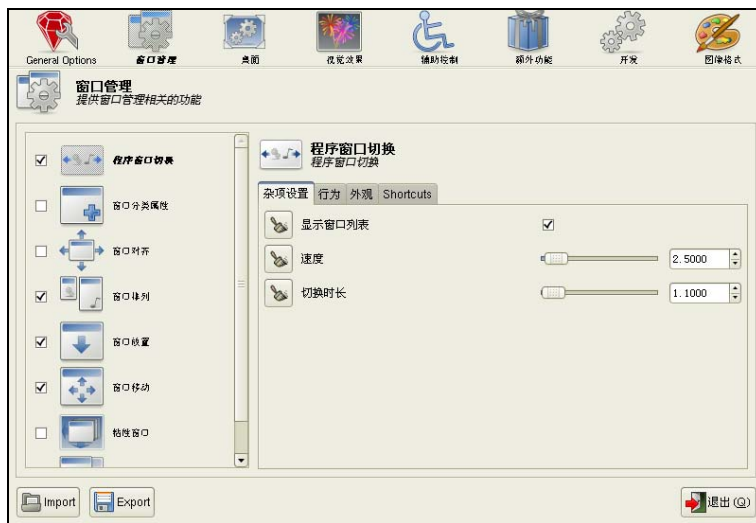 General Options
窗口管理
桌面
视觉效果
辅助控制
额外功能
开发
图像格式
窗口管理
提供窗口管理相关的功能
程序窗口切换
窗口分类属性
窗口对齐
窗口排列
窗口放置
窗口移动
粘性窗口
程序窗口切换
程序窗口切换
杂项设置 行为 外观 Shortcuts
显示窗口列表
速度 2.5000
切换时长 1.1000
Import Export 退出 (Q)